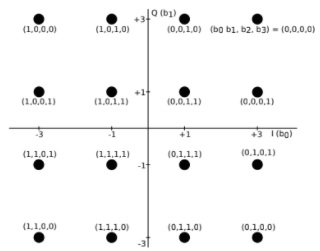 Q (b1)
+3
(1,0,0,0) (1,0,1,0) (0,0,1,0) (b0 b1, b2, b3) = (0,0,0,0)
+1
(1,0,0,1) (1,0,1,1) (0,0,1,1) (0,0,0,1)
-3 -1 +1 +3 I (b0)
(1,1,0,1) (1,1,1,1) (0,1,1,1) (0,1,0,1)
-1
(1,1,0,0) (1,1,1,0) (0,1,1,0) (0,1,0,0)
-3